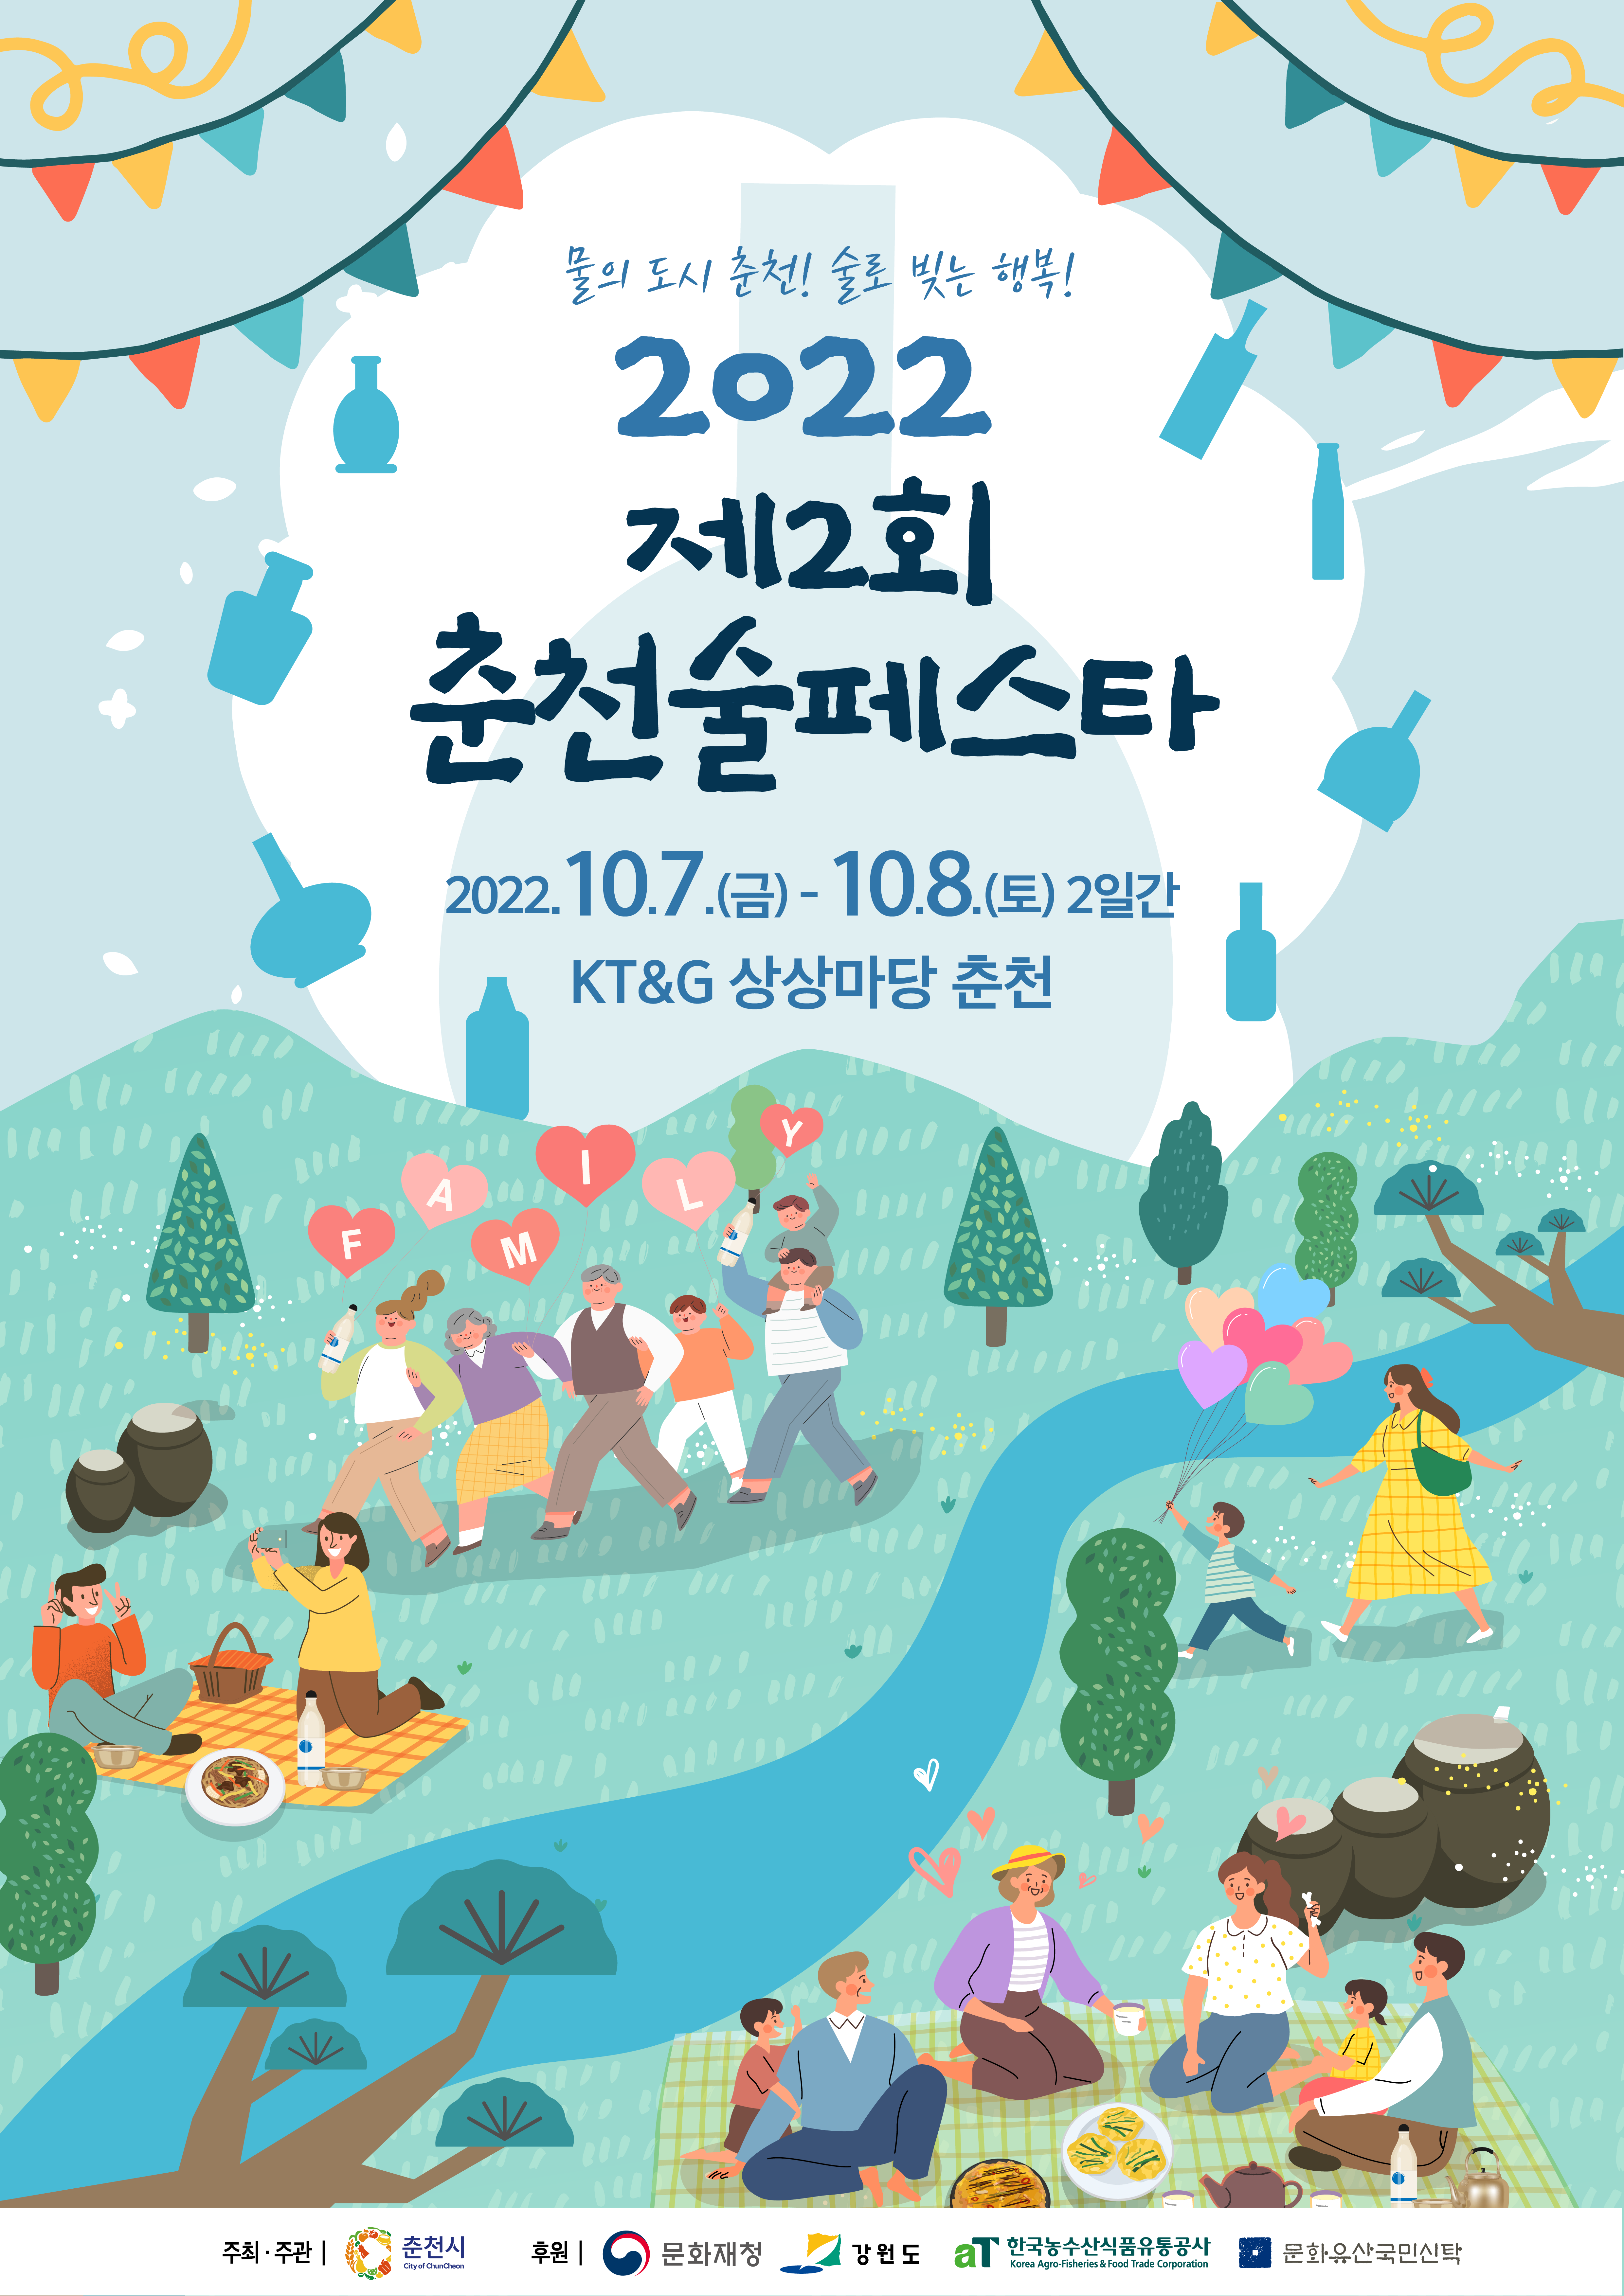 물의 도시 춘천! 술로 빚는 행복!
2022
제2회
춘천술페스타
2022.10.7.(금) - 10.8.(토) 2일간
KT&G 상상마당 춘천
F A M I L Y
주최·주관 | 춘천시 City of ChunCheon 후원 | 문화재청 강원도 aT 한국농수산식품유통공사 Korea Agro-Fisheries & Food Trade Corporation 문화유산국민신탁